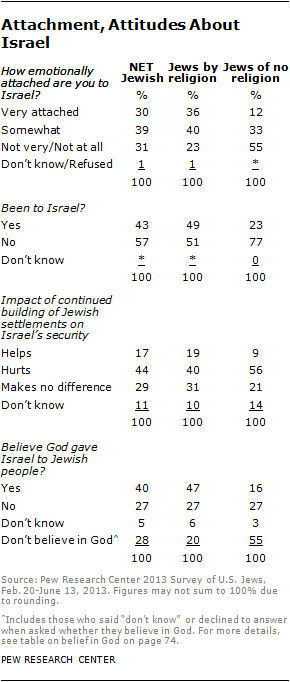 Attachment, Attitudes About
Israel
How emotionally attached are you to Israel? NET Jewish Jews by religion Jews of no religion
% % %
Very attached 30 36 12
Somewhat 39 40 33
Not very/Not at all 31 23 55
Don't know/Refused 1 1 *
100 100 100
Been to Israel?
Yes 43 49 23
No 57 51 77
Don't know * * 0
100 100 100
Impact of continued
building of Jewish
settlements on
Israel's security
Helps 17 19 9
Hurts 44 40 56
Makes no difference 29 31 21
Don't know 11 10 14
100 100 100
Believe God gave
Israel to Jewish
people?
Yes 40 47 16
No 27 27 27
Don't know 5 6 3
Don't believe in God^ 28 20 55
100 100 100
Source: Pew Research Center 2013 Survey of U.S. Jews,
Feb. 20-June 13, 2013. Figures may not sum to 100% due
to rounding.
^Includes those who said "don't know" or declined to answer
when asked whether they believe in God. For more details,
see table on belief in God on page 74.
PEW RESEARCH CENTER